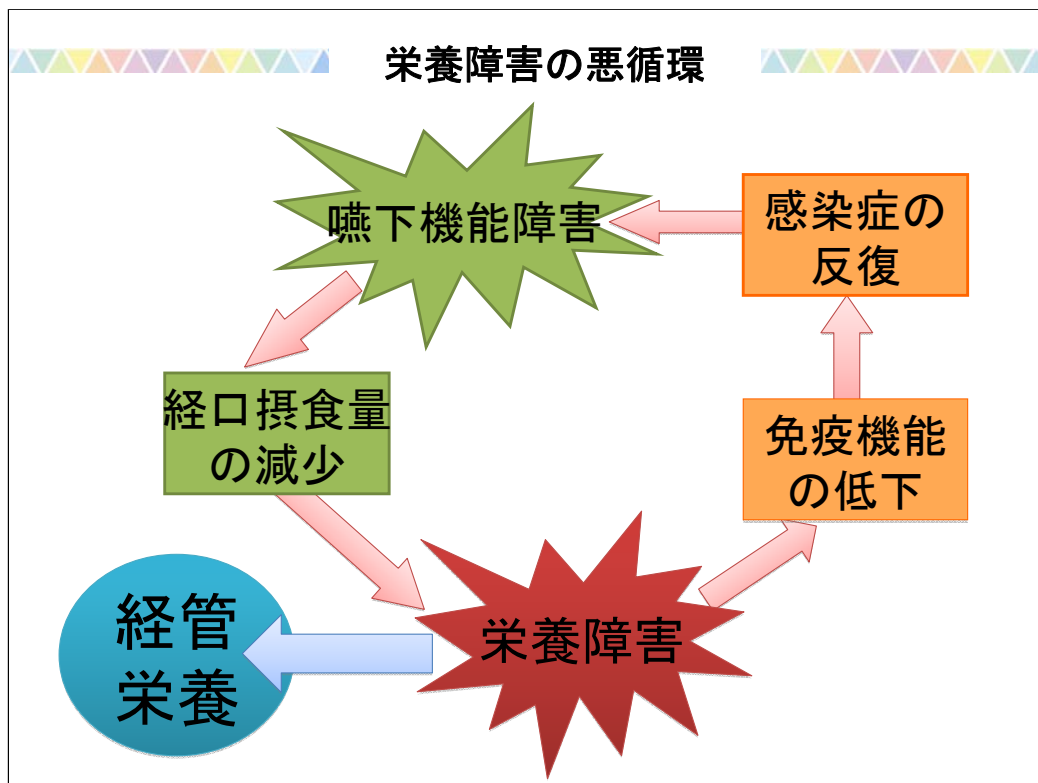 栄養障害の悪循環
嚥下機能障害
感染症の
反復
経口摂食量
の減少
免疫機能
の低下
経管
栄養
栄養障害